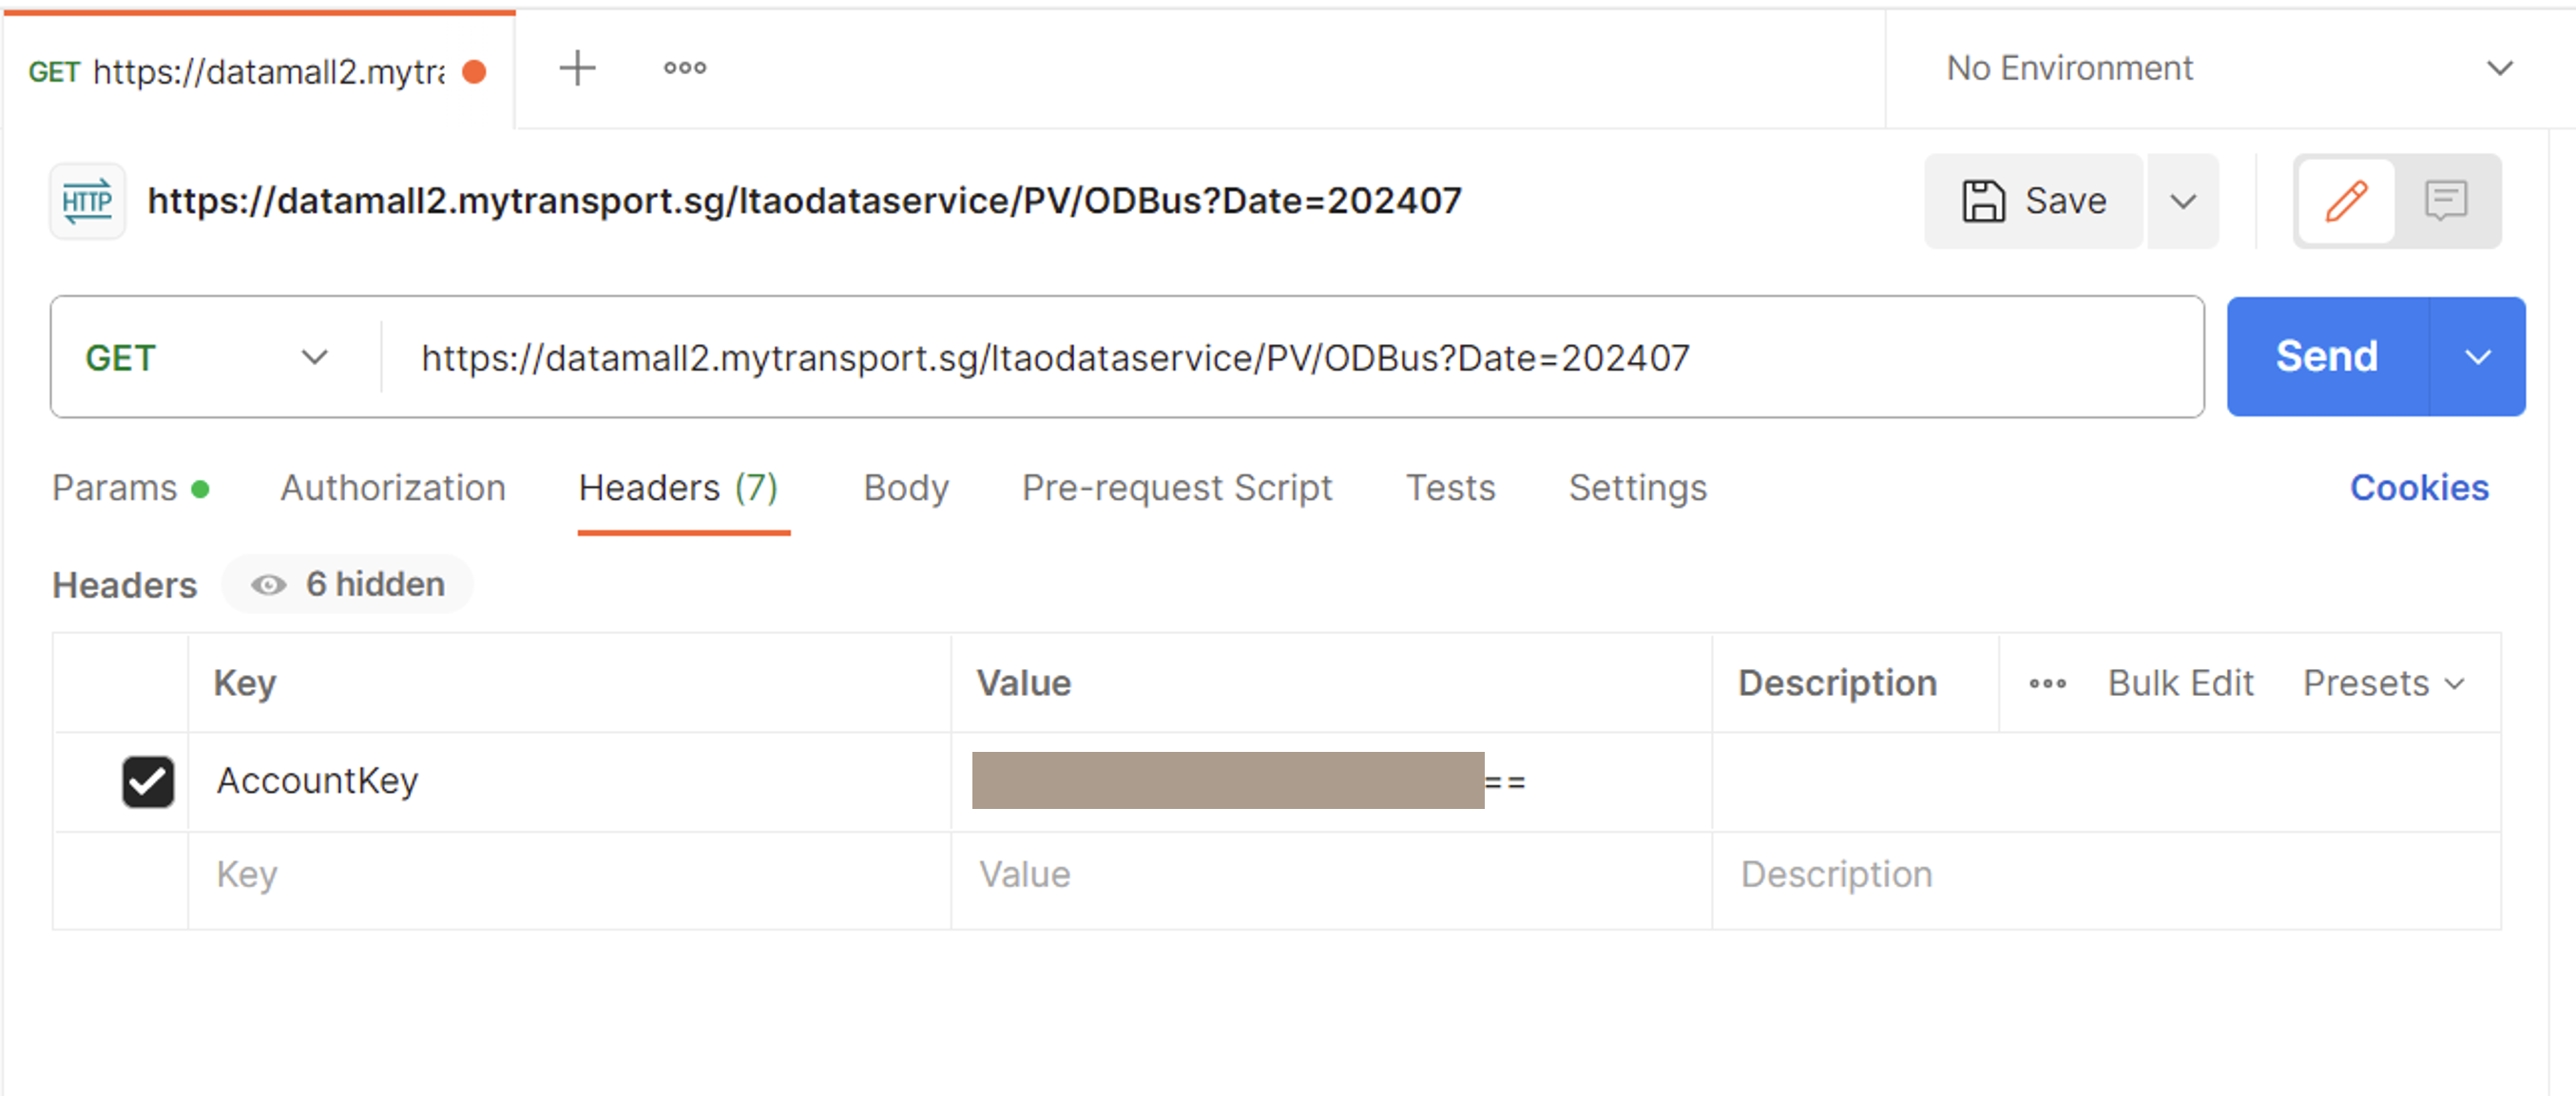 GET https://datamall2.mytra
No Environment
HTTP https://datamall2.mytransport.sg/ltaodataservice/PV/ODBus?Date=202407 Save
GET https://datamall2.mytransport.sg/ltaodataservice/PV/ODBus?Date=202407 Send
Params Authorization Headers (7) Body Pre-request Script Tests Settings Cookies
Headers 6 hidden
Key Value Description Bulk Edit Presets
AccountKey ==
Key Value Description